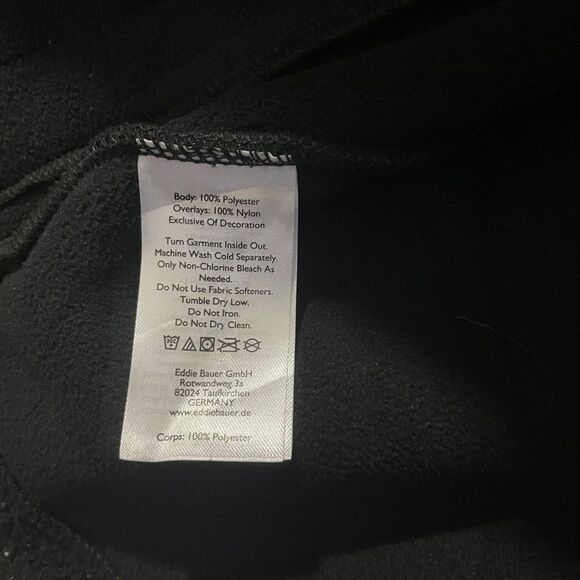 Body: 100% Polyester
Overlays: 100% Nylon
Exclusive Of Decoration
Turn Garment Inside Out.
Machine Wash Cold Separately.
Only Non-Chlorine Bleach As
Needed.
Do Not Use Fabric Softeners.
Tumble Dry Low.
Do Not Iron.
Do Not Dry Clean.
Eddie Bauer GmbH
Rotwandweg 3a
82024 Taufkirchen
GERMANY
www.eddiebauer.de
Corps: 100% Polyester